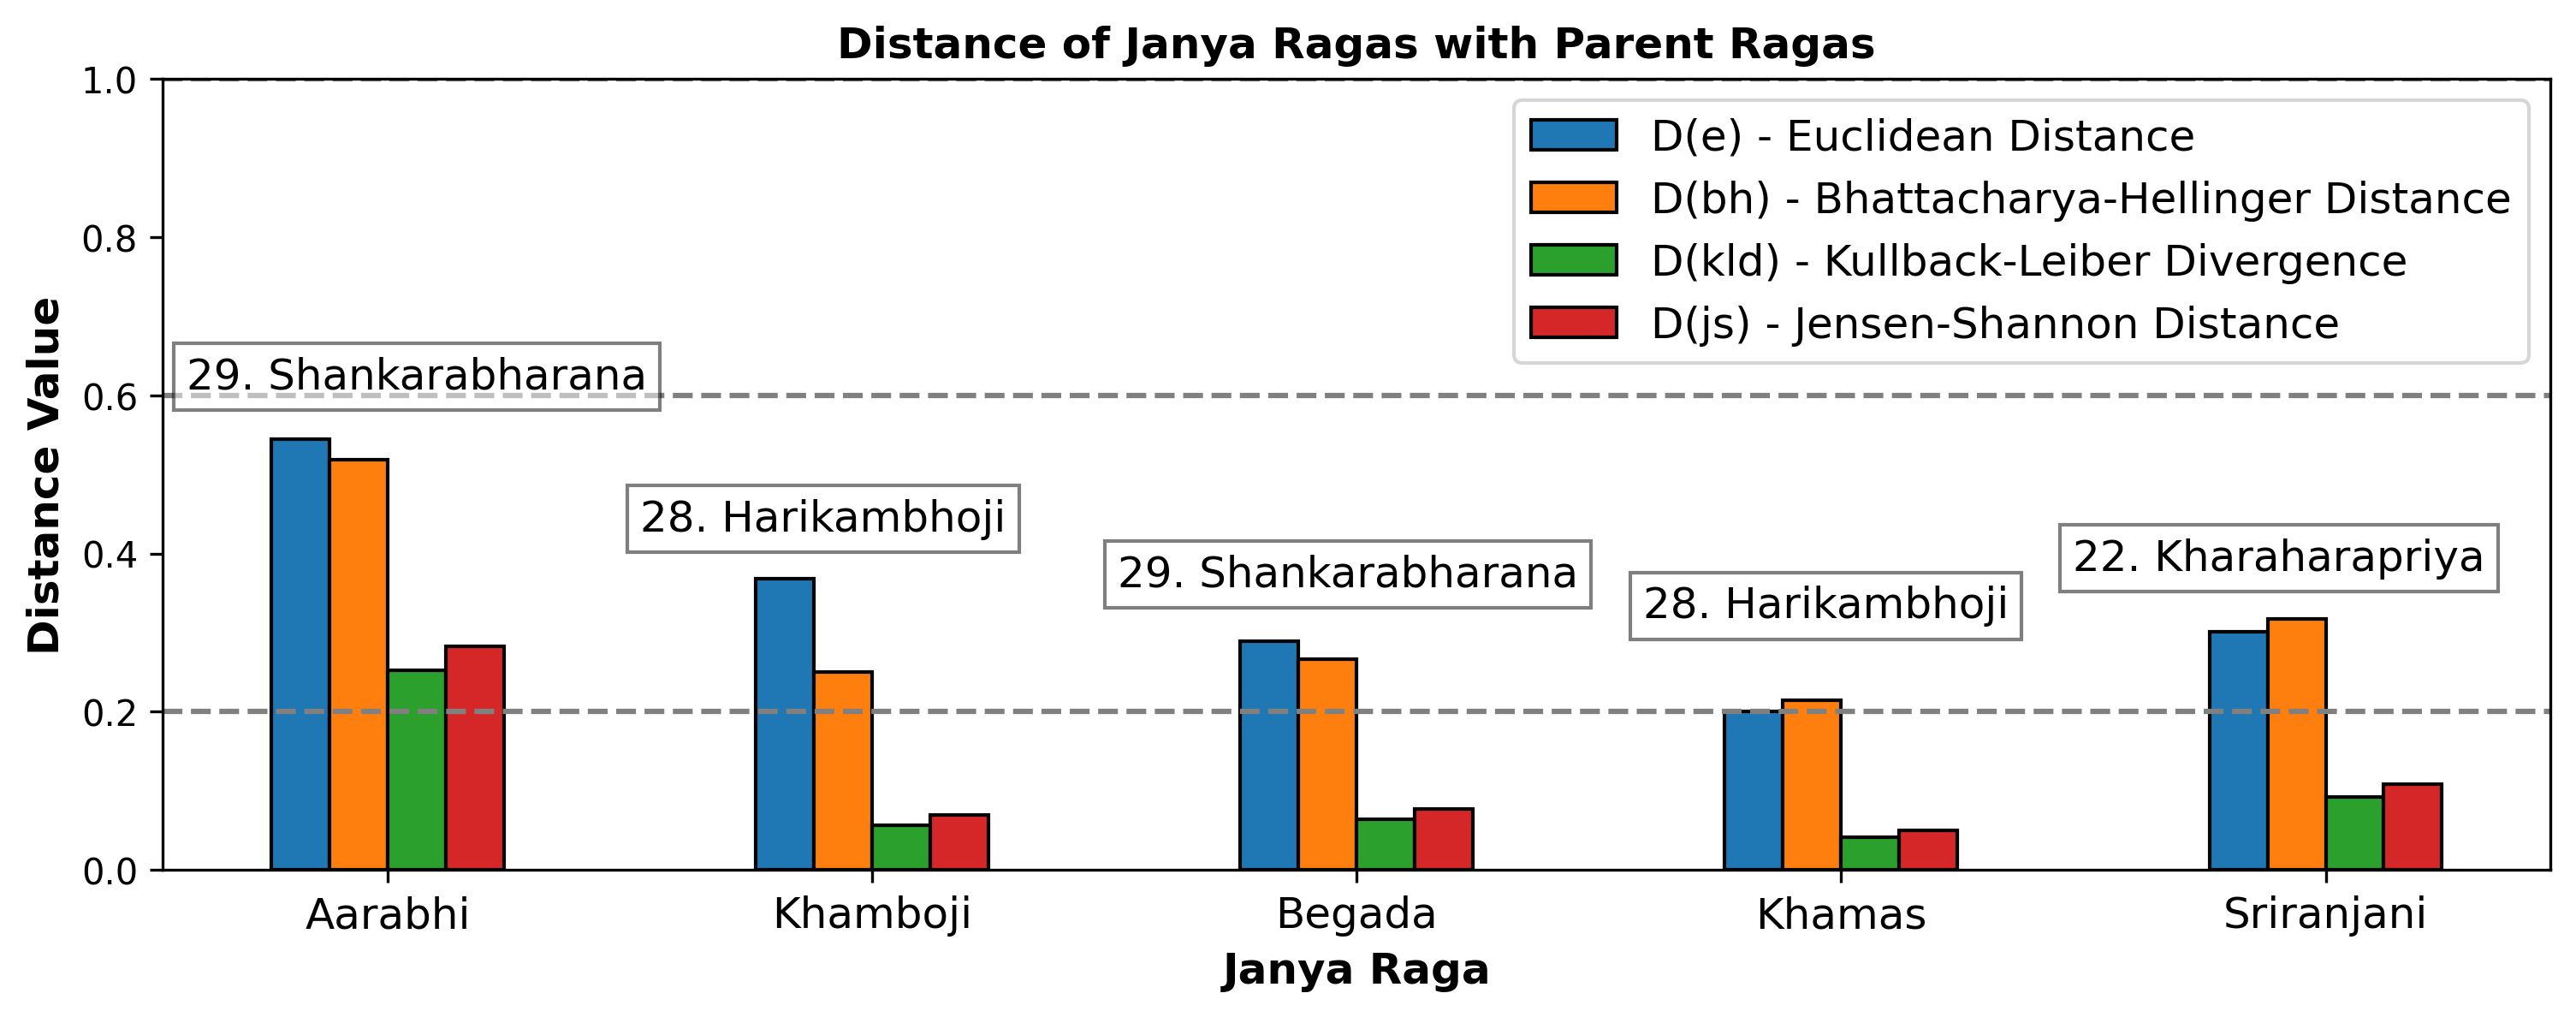 Distance of Janya Ragas with Parent Ragas
1.0
0.8
0.6
0.4
0.2
0.0
Distance Value
D(e) - Euclidean Distance
D(bh) - Bhattacharya-Hellinger Distance
D(kld) - Kullback-Leiber Divergence
D(js) - Jensen-Shannon Distance
29. Shankarabharana
28. Harikambhoji
29. Shankarabharana
28. Harikambhoji
22. Kharaharapriya
Aarabhi
Khamboji
Begada
Khamas
Sriranjani
Janya Raga